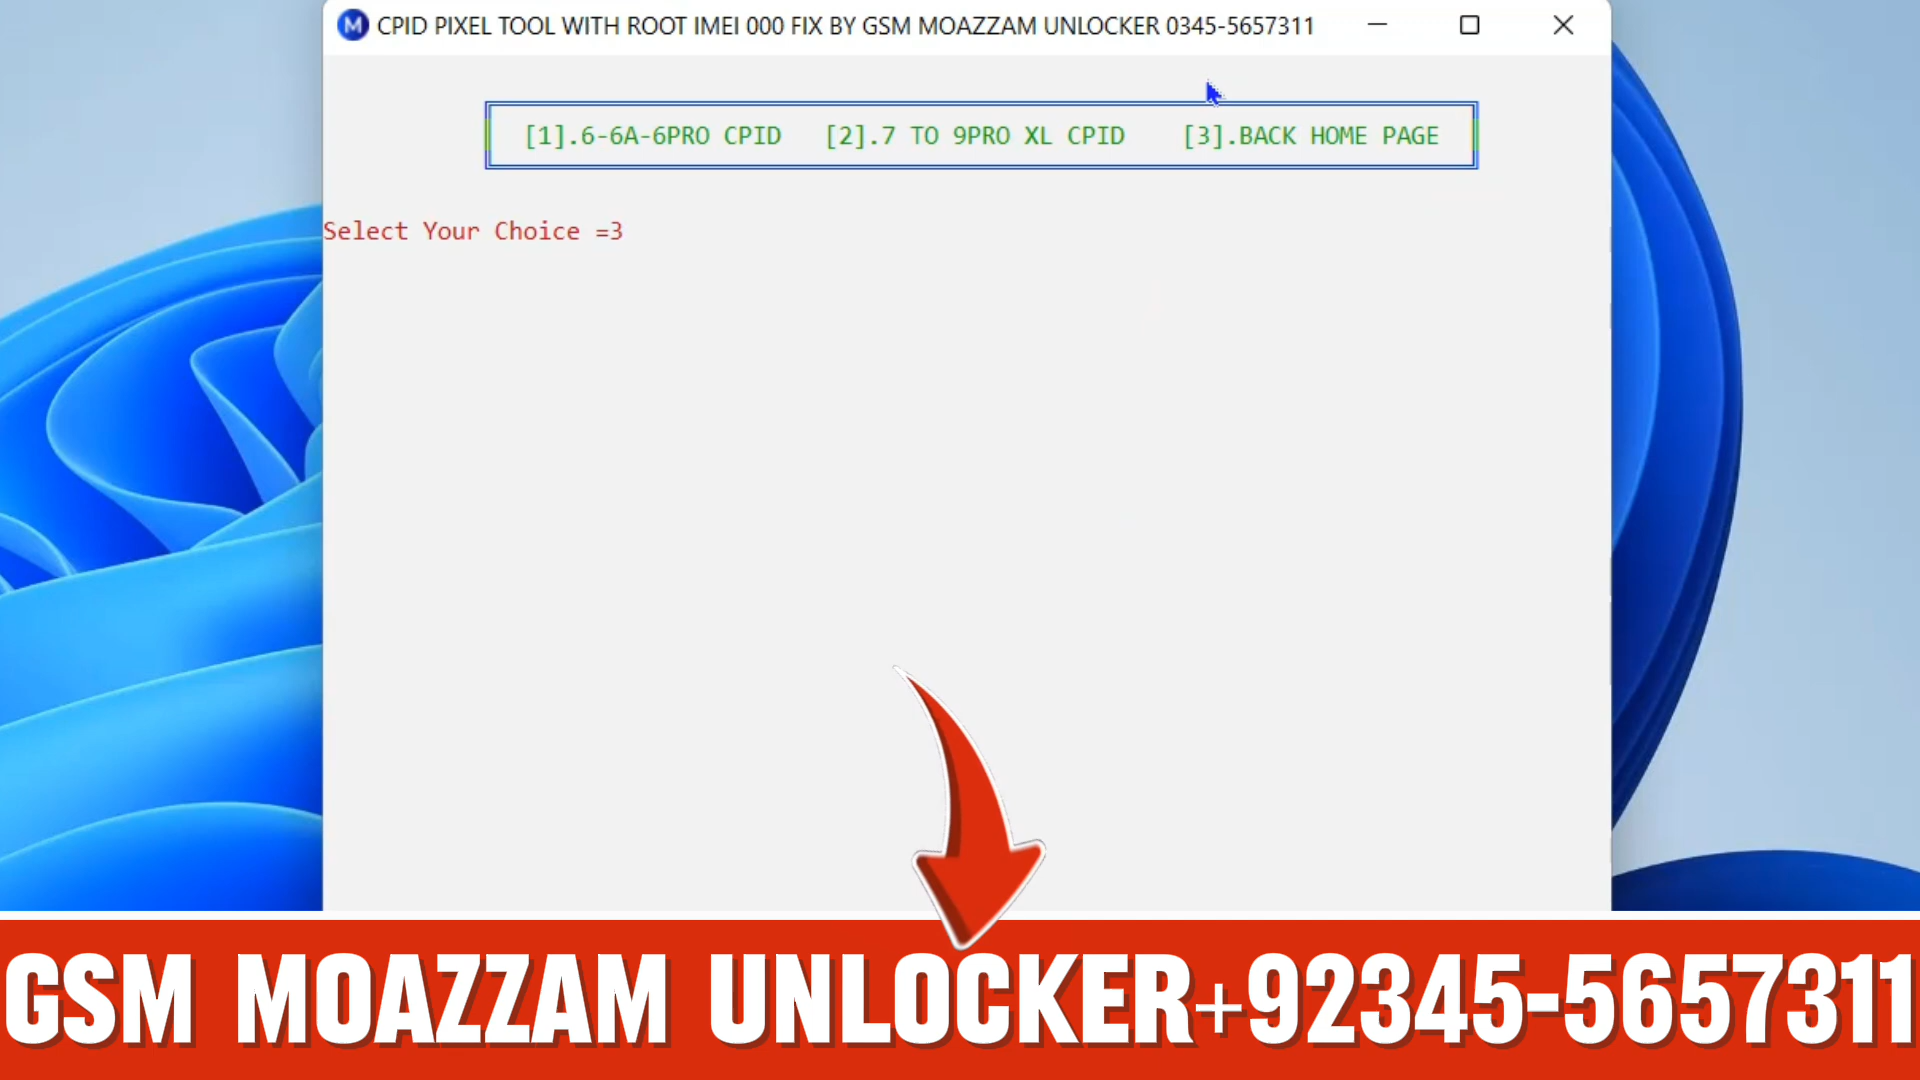 M CPID PIXEL TOOL WITH ROOT IMEI 000 FIX BY GSM MOAZZAM UNLOCKER 0345-5657311
[1].6-6A-6PRO CPID [2].7 TO 9PRO XL CPID [3].BACK HOME PAGE
Select Your Choice =3
GSM MOAZZAM UNLOCKER+92345-5657311